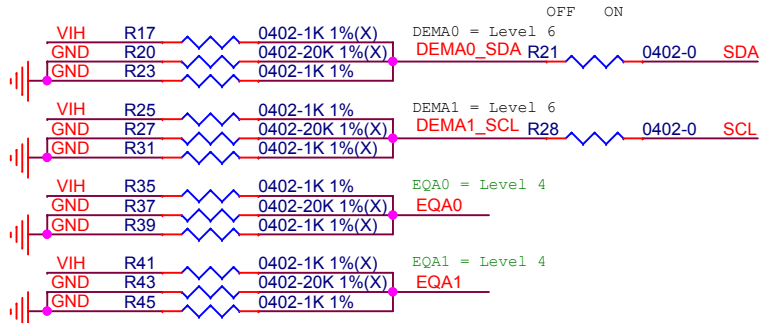 OFF ON
VIH R17 0402-1K 1%(X) DEMA0 = Level 6
GND R20 0402-20K 1%(X) DEMA0_SDA R21 0402-0 SDA
GND R23 0402-1K 1%
VIH R25 0402-1K 1% DEMA1 = Level 6
GND R27 0402-20K 1%(X) DEMA1_SCL R28 0402-0 SCL
GND R31 0402-1K 1%(X)
VIH R35 0402-1K 1% EQA0 = Level 4
GND R37 0402-20K 1%(X) EQA0
GND R39 0402-1K 1%(X)
VIH R41 0402-1K 1%(X) EQA1 = Level 4
GND R43 0402-20K 1%(X) EQA1
GND R45 0402-1K 1%